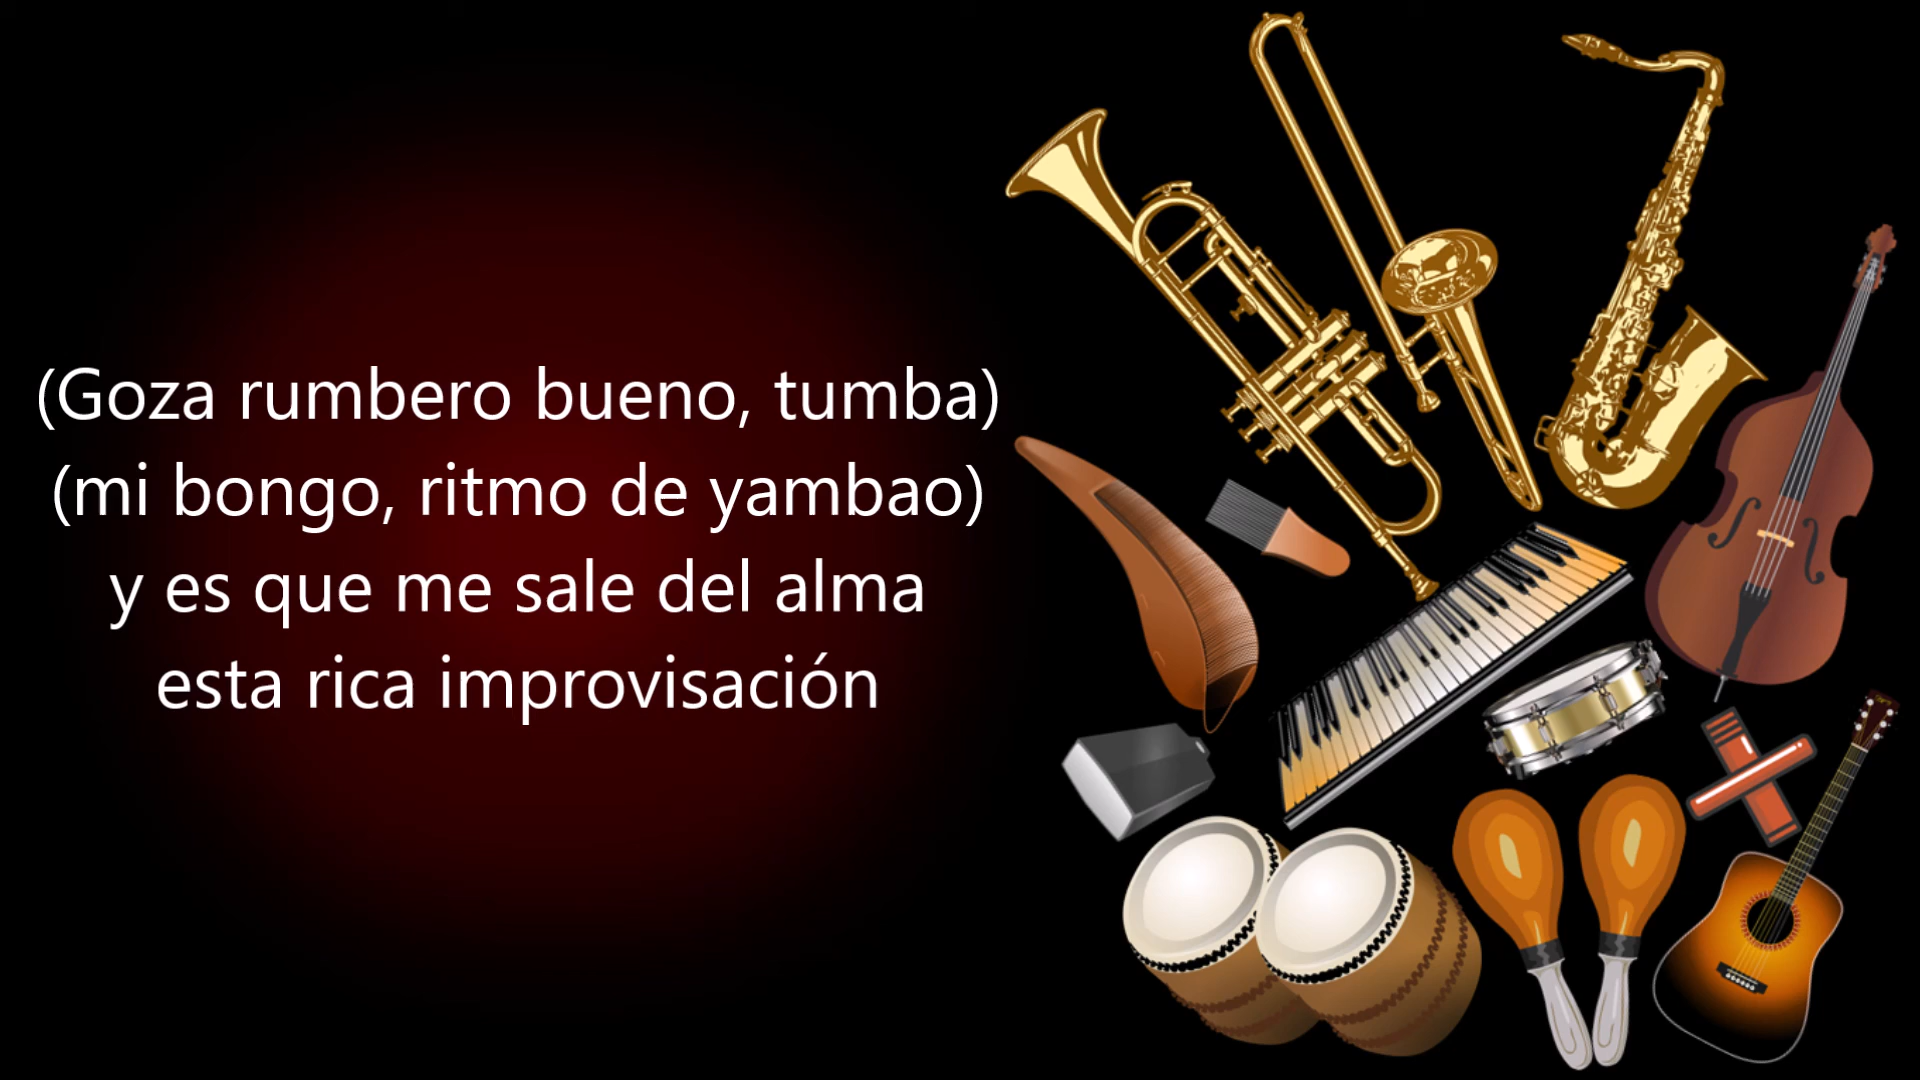 (Goza rumbero bueno, tumba)
(mi bongo, ritmo de yambao)
y es que me sale del alma
esta rica improvisación